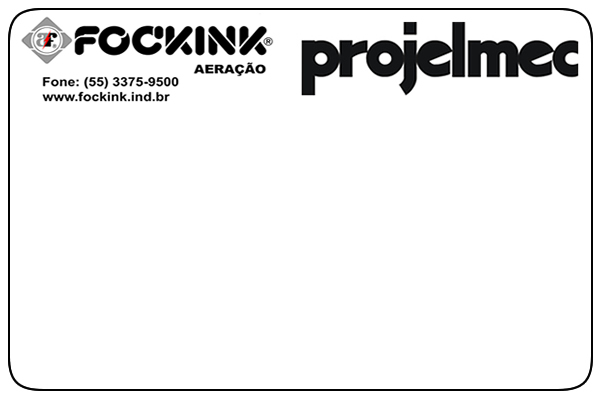 FOCKINK®
AERAÇÃO
Fone: (55) 3375-9500
www.fockink.ind.br
projelmec